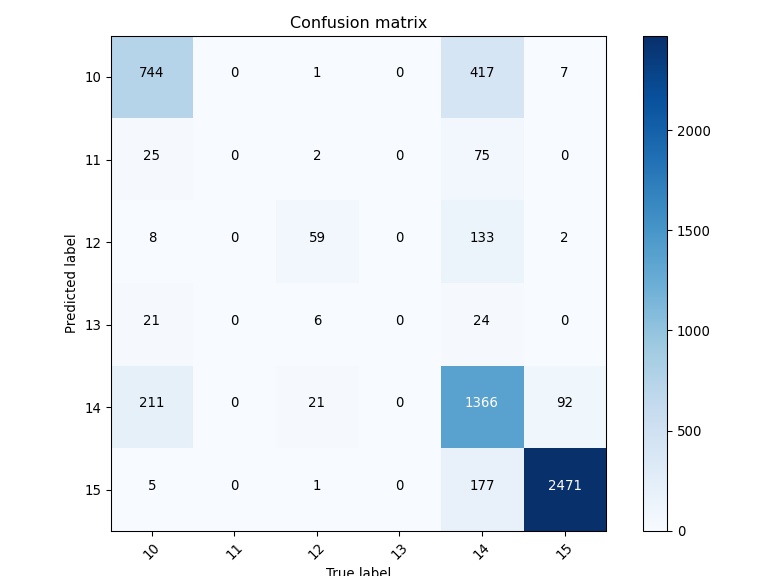 Confusion matrix
10 744 0 1 0 417 7
11 25 0 2 0 75 0
12 8 0 59 0 133 2
13 21 0 6 0 24 0
14 211 0 21 0 1366 92
15 5 0 1 0 177 2471
Predicted label
10 11 12 13 14 15
True label
2000
1500
1000
500
0